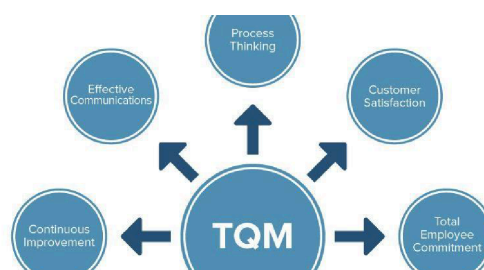 Process
Thinking
Effective
Communications
Customer
Satisfaction
Continuous
Improvement
TQM
Total
Employee
Commitment